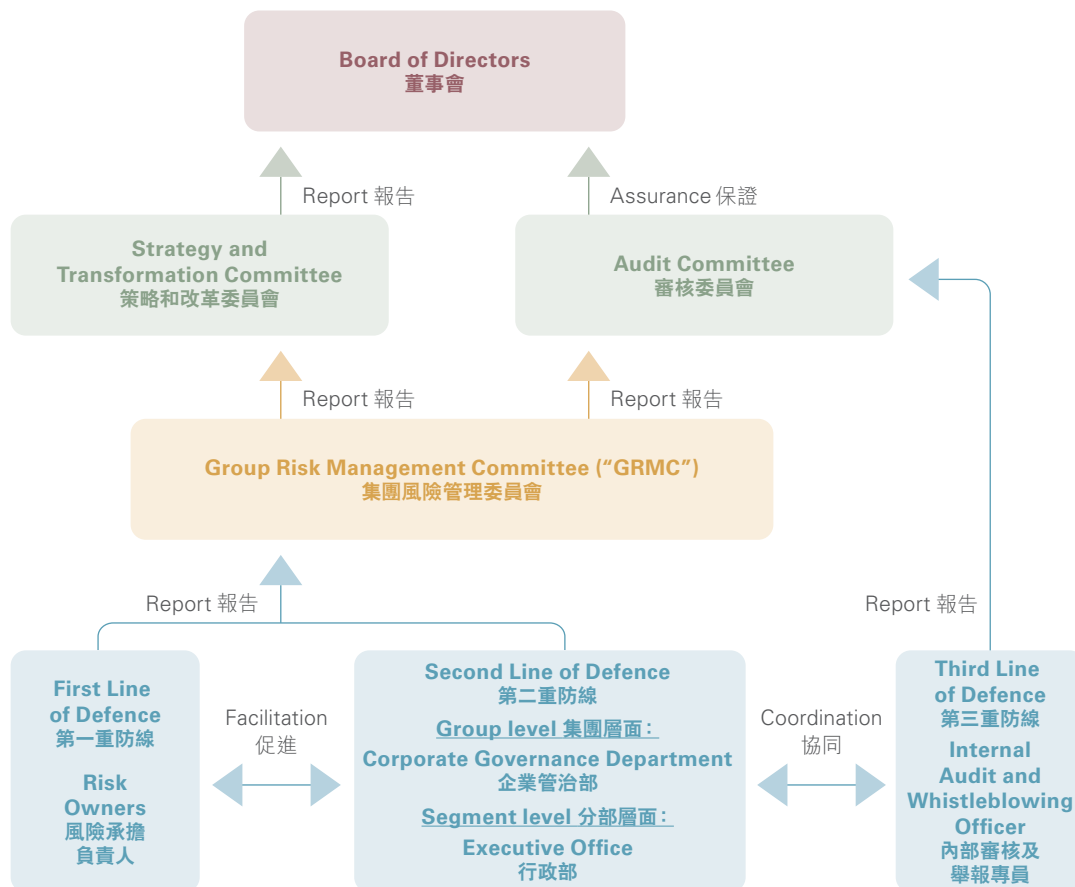 Board of Directors
董事會
Report 報告
Assurance 保證
Strategy and
Transformation Committee
策略和改革委員會
Audit Committee
審核委員會
Report 報告
Report 報告
Group Risk Management Committee (“GRMC”)
集團風險管理委員會
Report 報告
Report 報告
First Line
of Defence
第一重防線
Risk
Owners
風險承擔
負責人
Facilitation
促進
Second Line of Defence
第二重防線
Group level 集團層面：
Corporate Governance Department
企業管治部
Segment level 分部層面：
Executive Office
行政部
Coordination
協同
Third Line
of Defence
第三重防線
Internal
Audit and
Whistleblowing
Officer
內部審核及
舉報專員